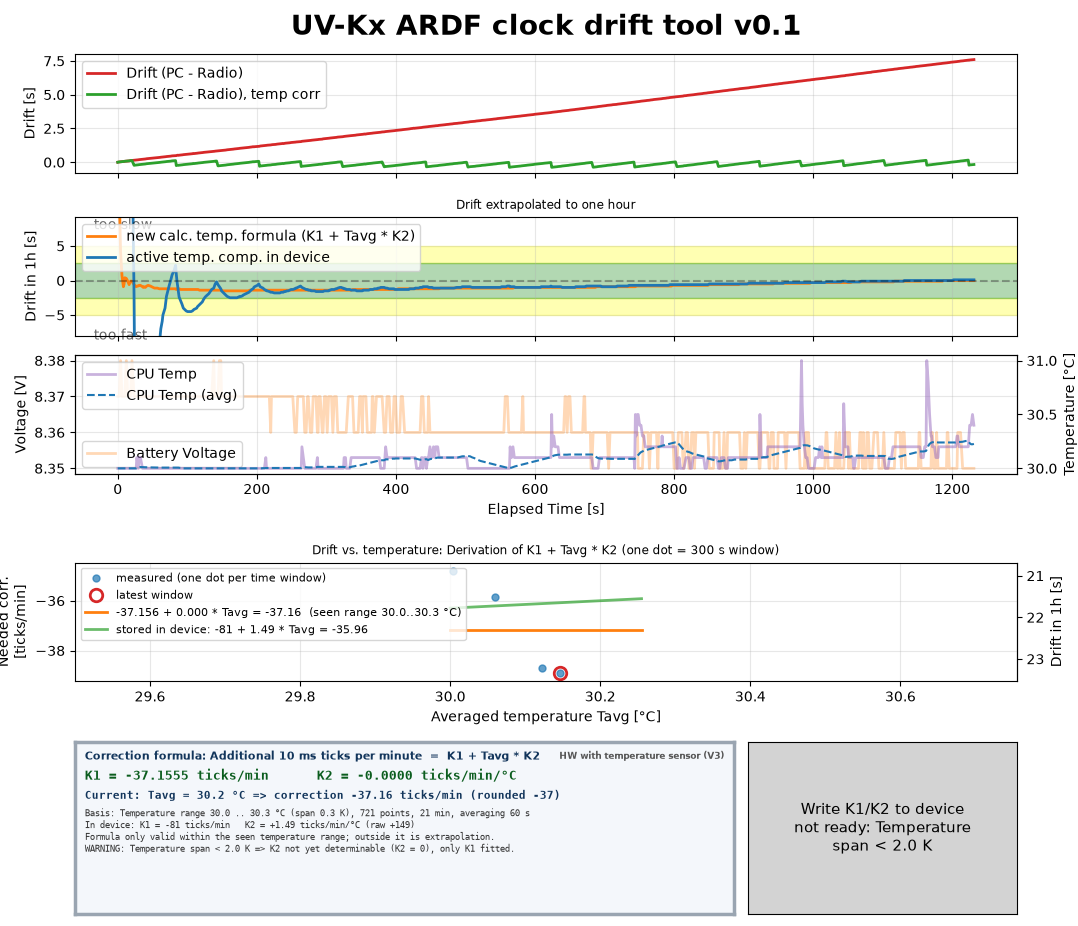 UV-Kx ARDF clock drift tool v0.1
7.5
5.0
2.5
0.0
Drift [s]
Drift (PC - Radio)
Drift (PC - Radio), temp corr
Drift extrapolated to one hour
too slow
new calc. temp. formula (K1 + Tavg * K2)
active temp. comp. in device
5
0
−5
Drift in 1h [s]
too fast
8.38
8.37
8.36
8.35
Voltage [V]
CPU Temp
CPU Temp (avg)
Battery Voltage
31.0
30.5
30.0
Temperature [°C]
0 200 400 600 800 1000 1200
Elapsed Time [s]
Drift vs. temperature: Derivation of K1 + Tavg * K2 (one dot = 300 s window)
measured (one dot per time window)
latest window
-37.156 + 0.000 * Tavg = -37.16 (seen range 30.0..30.3 °C)
stored in device: -81 + 1.49 * Tavg = -35.96
−36
−38
Needed corr.
[ticks/min]
21
22
23
Drift in 1h [s]
29.6 29.8 30.0 30.2 30.4 30.6
Averaged temperature Tavg [°C]
Correction formula: Additional 10 ms ticks per minute = K1 + Tavg * K2 HW with temperature sensor (V3)
K1 = -37.1555 ticks/min K2 = -0.0000 ticks/min/°C
Current: Tavg = 30.2 °C => correction -37.16 ticks/min (rounded -37)
Basis: Temperature range 30.0 .. 30.3 °C (span 0.3 K), 721 points, 21 min, averaging 60 s
In device: K1 = -81 ticks/min K2 = +1.49 ticks/min/°C (raw +149)
Formula only valid within the seen temperature range; outside it is extrapolation.
WARNING: Temperature span < 2.0 K => K2 not yet determinable (K2 = 0), only K1 fitted.
Write K1/K2 to device
not ready: Temperature
span < 2.0 K